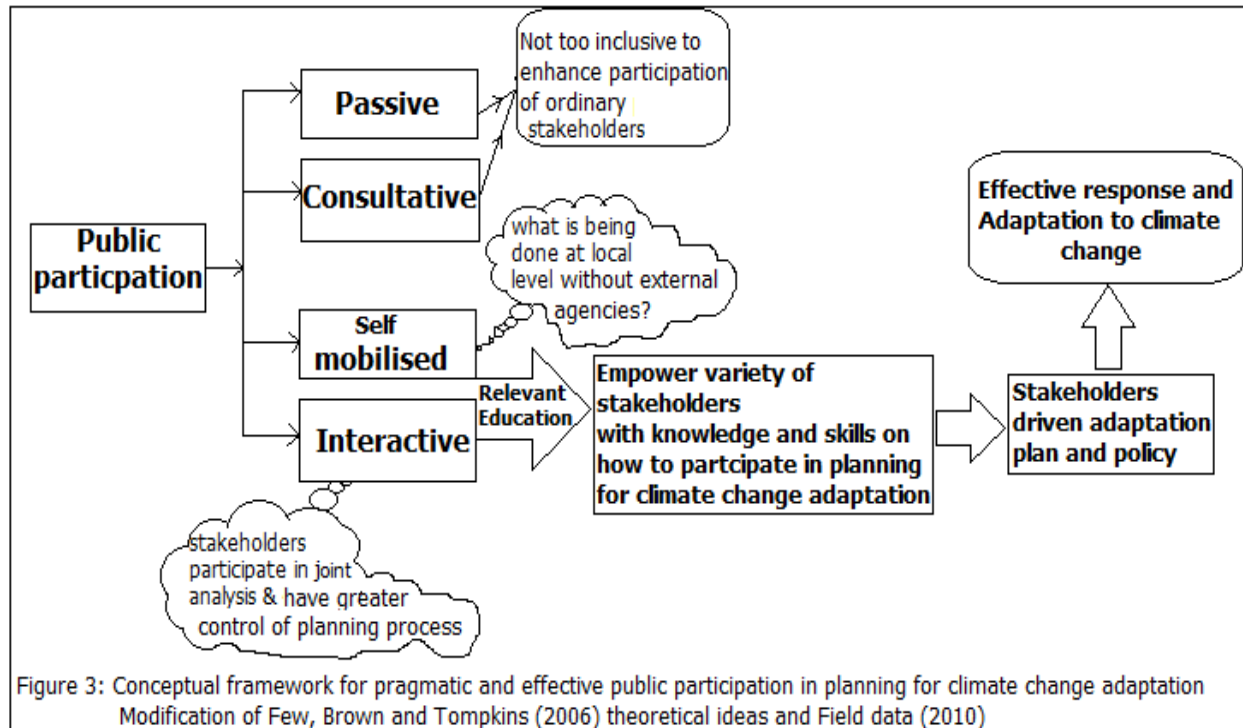 Public
particpation
Passive
Consultative
Not too inclusive to
enhance participation
of ordinary
stakeholders
Self
mobilised
what is being
done at local
level without external
agencies?
Interactive
stakeholders
participate in joint
analysis & have greater
control of planning process
Relevant
Education
Empower variety of
stakeholders
with knowledge and skills on
how to partcipate in planning
for climate change adaptation
Stakeholders
driven adaptation
plan and policy
Effective response and
Adaptation to climate
change
Figure 3: Conceptual framework for pragmatic and effective public participation in planning for climate change adaptation
Modification of Few, Brown and Tompkins (2006) theoretical ideas and Field data (2010)